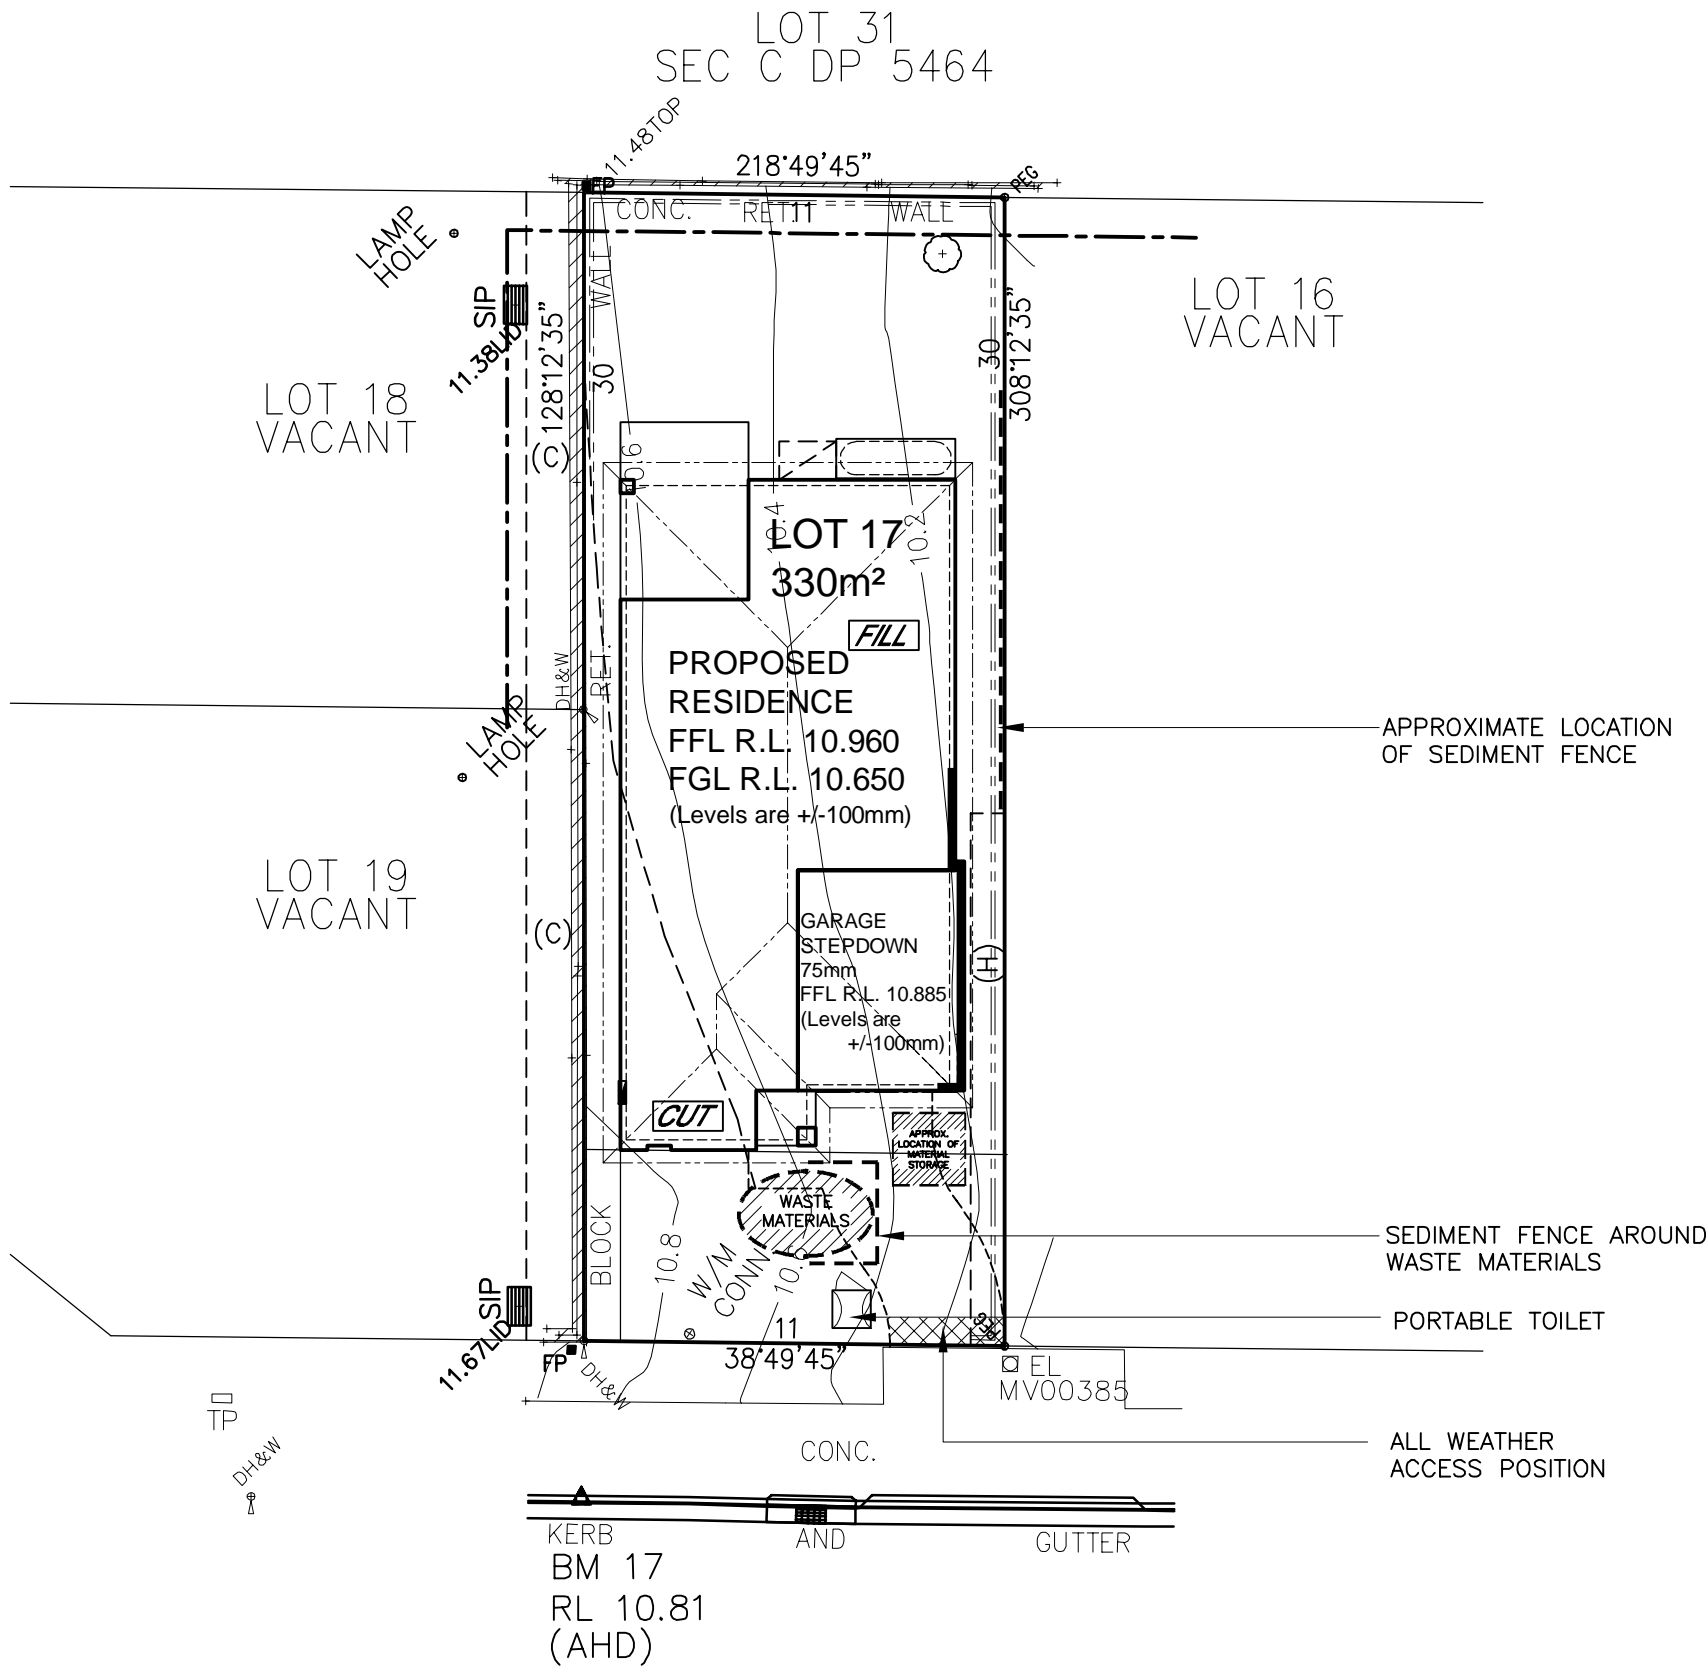 LOT 31
SEC C DP 5464
11.48TOP
218°49'45"
FP
PEG
CONC. RET. WALL
11
LAMP
HOLE
SIP
11.38LID
WALL
128°12'35"
30
30
308°12'35"
LOT 16
VACANT
LOT 18
VACANT
(C)
10.6
10.4
10.2
LOT 17
330m²
FILL
PROPOSED
RESIDENCE
FFL R.L. 10.960
FGL R.L. 10.650
(Levels are +/-100mm)
DH&W
RET.
LAMP
HOLE
APPROXIMATE LOCATION
OF SEDIMENT FENCE
LOT 19
VACANT
(C)
GARAGE
STEPDOWN
75mm
FFL R.L. 10.885
(Levels are
+/-100mm)
(H)
CUT
APPROX.
LOCATION OF
MATERIAL
STORAGE
WASTE
MATERIALS
BLOCK
10.8
W/M
CONN
SEDIMENT FENCE AROUND
WASTE MATERIALS
PORTABLE TOILET
SIP
11.67LID
FP
DH&W
11
38°49'45"
PEG
EL
MV00385
TP
DH&W
CONC.
ALL WEATHER
ACCESS POSITION
KERB AND GUTTER
BM 17
RL 10.81
(AHD)